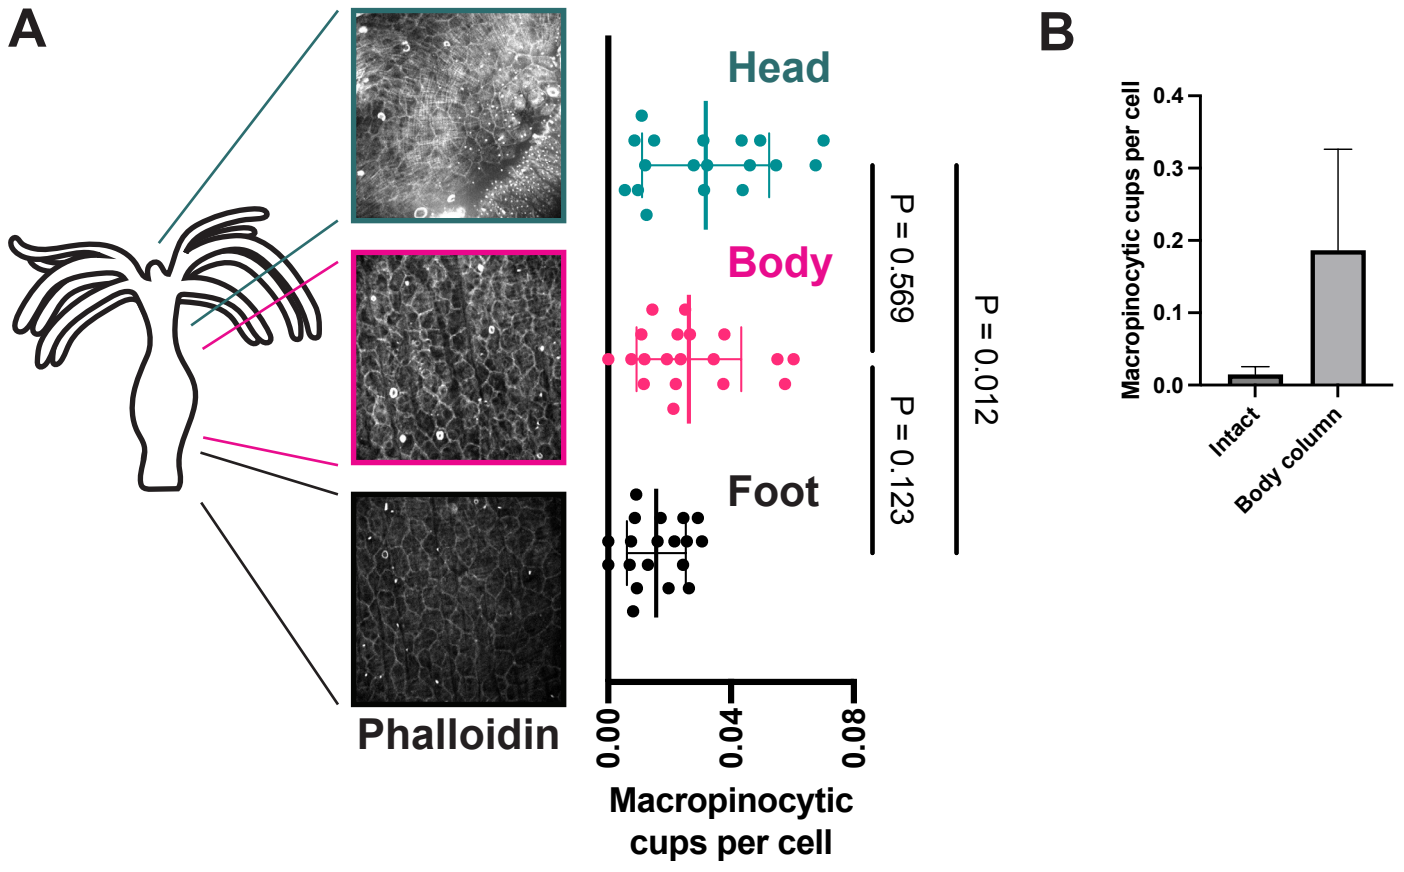 A
Head
Body
Foot
Phalloidin
P = 0.569
P = 0.123
P = 0.012
0.00
0.04
0.08
Macropinocytic
cups per cell
B
Macropinocytic cups per cell
0.4
0.3
0.2
0.1
0.0
Intact
Body column